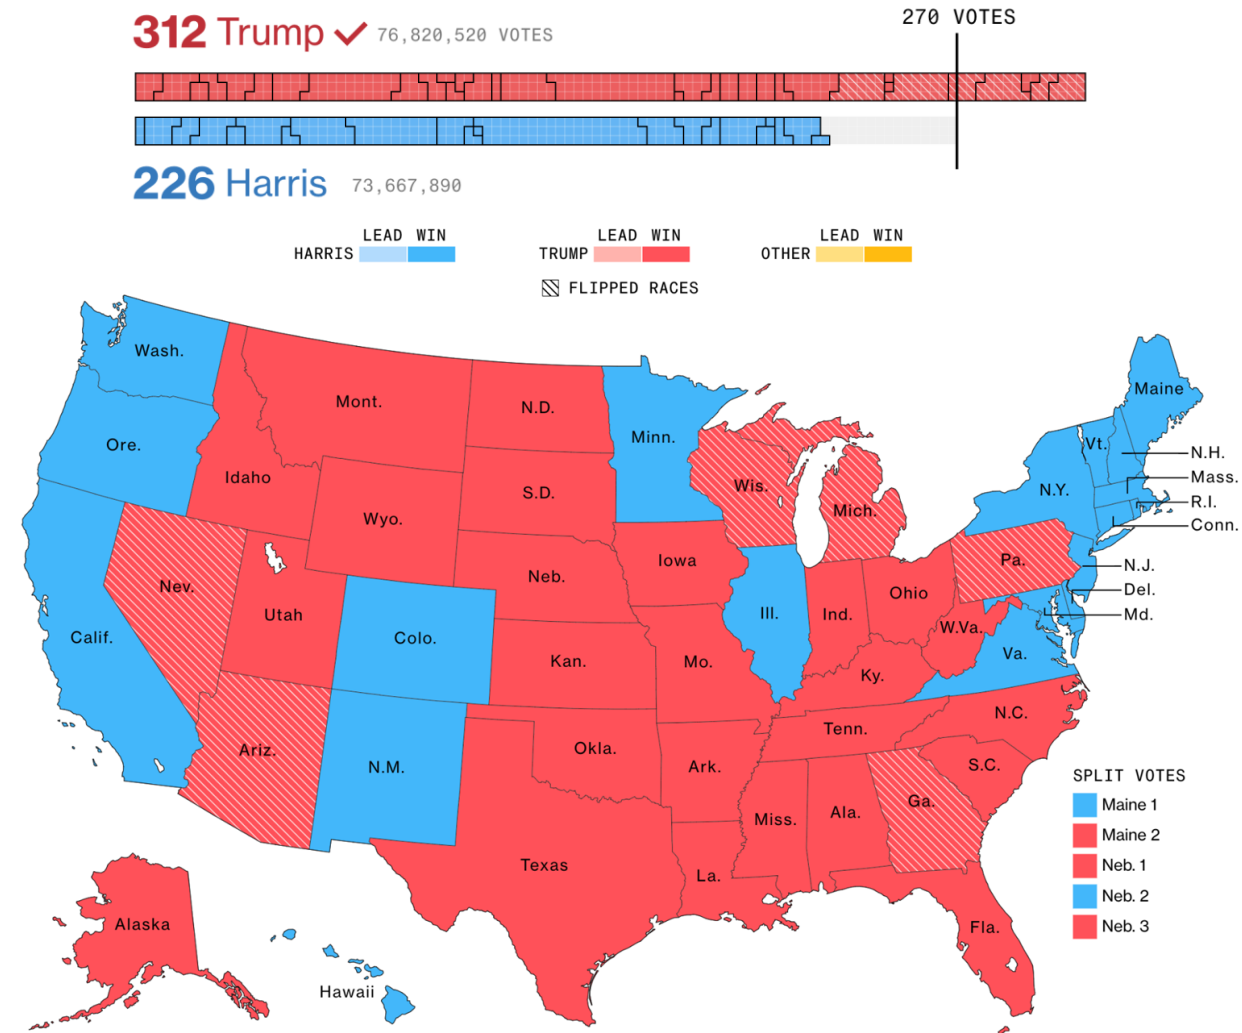 270 VOTES
312 Trump ✓ 76,820,520 VOTES
226 Harris 73,667,890
LEAD WIN LEAD WIN LEAD WIN
HARRIS TRUMP OTHER
FLIPPED RACES
Wash.
Maine
Mont.
N.D.
Minn.
Ore.
Vt.
N.H.
Idaho
Mass.
S.D.
Wis.
N.Y.
R.I.
Wyo.
Mich.
Conn.
Iowa
Pa.
N.J.
Neb.
Nev.
Del.
Ohio
Utah
Ill.
Ind.
Md.
W.Va.
Calif.
Colo.
Va.
Kan.
Mo.
Ky.
N.C.
Tenn.
Ariz.
Okla.
N.M.
Ark.
S.C.
SPLIT VOTES
Ga.
Maine 1
Miss.
Ala.
Maine 2
Texas
Neb. 1
La.
Neb. 2
Alaska
Fla.
Neb. 3
Hawaii